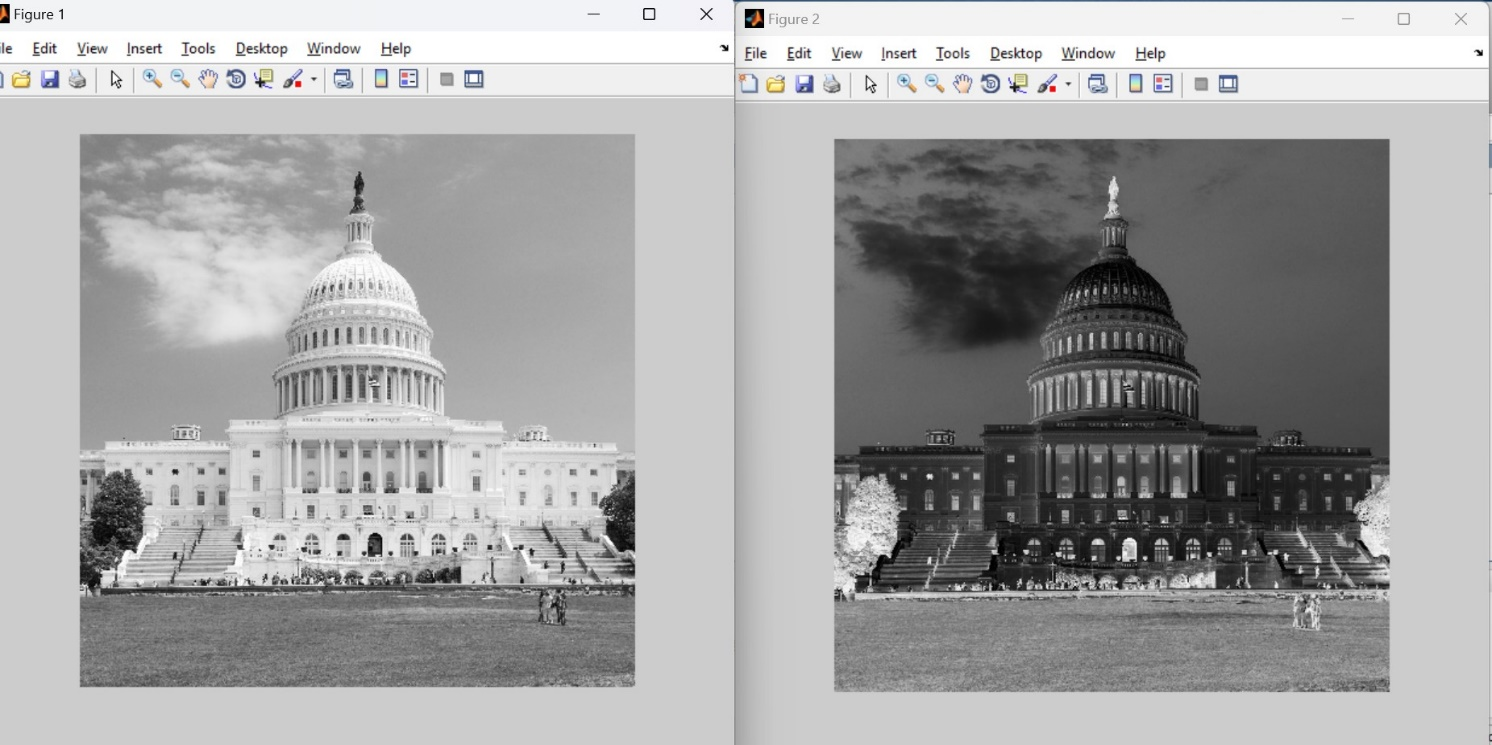 Figure 1
ile Edit View Insert Tools Desktop Window Help
Figure 2
File Edit View Insert Tools Desktop Window Help